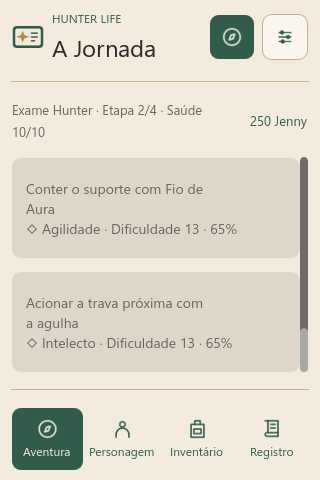 HUNTER LIFE
A Jornada
Exame Hunter · Etapa 2/4 · Saúde
10/10
250 Jenny
Conter o suporte com Fio de
Aura
◇ Agilidade · Dificuldade 13 · 65%
Acionar a trava próxima com
a agulha
◇ Intelecto · Dificuldade 13 · 65%
Aventura
Personagem
Inventário
Registro